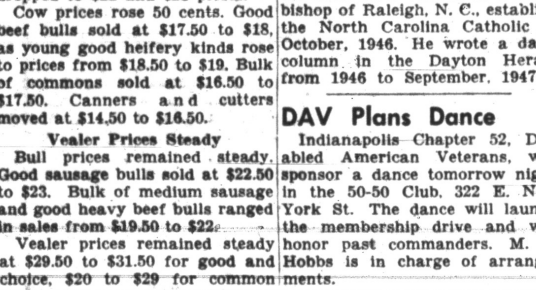 Cow prices rose 50 cents. Good
beef bulls sold at $17.50 to $18,
as young good heifery kinds rose
to prices from $18.50 to $19. Bulk
of commons sold at $16.50 to
$17.50. Canners and cutters
moved at $14.50 to $16.50.
Vealer Prices Steady
Bull prices remained steady.
Good sausage bulls sold at $22.50
to $23. Bulk of medium sausage
and good heavy beef bulls ranged
in sales from $19.50 to $22.
Vealer prices remained steady
at $29.50 to $31.50 for good and
choice, $20 to $29 for common
bishop of Raleigh, N. C., establi
the North Carolina Catholic
October, 1946. He wrote a da
column in the Dayton Her
from 1946 to September, 1947
DAV Plans Dance
Indianapolis Chapter 52, D
abled American Veterans, w
sponsor a dance tomorrow nig
in the 50-50 Club, 322 E. N
York St. The dance will laun
the membership drive and w
honor past commanders. M.
Hobbs is in charge of arran
ments.